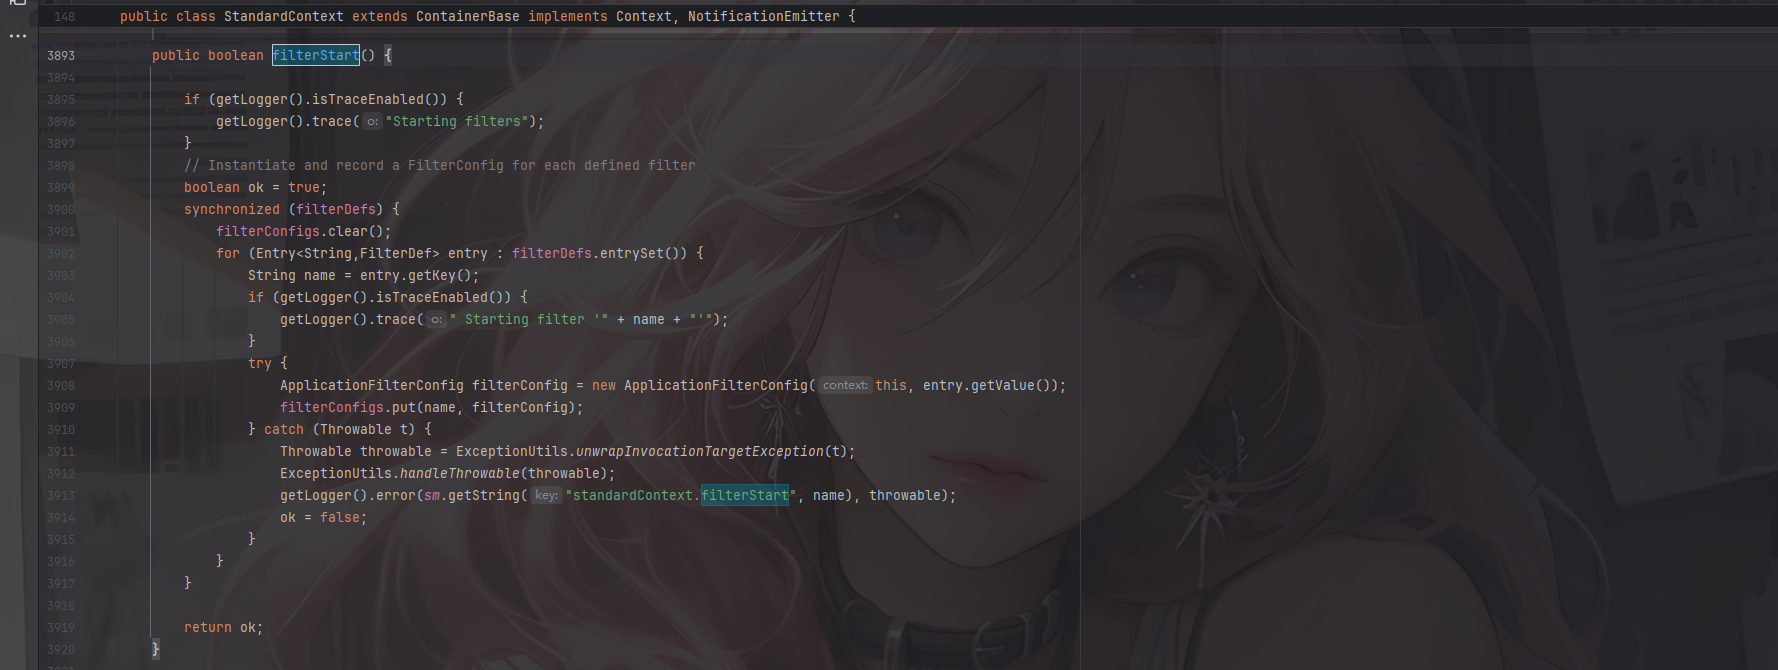 148 public class StandardContext extends ContainerBase implements Context, NotificationEmitter {
3893 public boolean filterStart() {
3894
3895 if (getLogger().isTraceEnabled()) {
3896 getLogger().trace( o: "Starting filters");
3897 }
3898 // Instantiate and record a FilterConfig for each defined filter
3899 boolean ok = true;
3900 synchronized (filterDefs) {
3901 filterConfigs.clear();
3902 for (Entry<String,FilterDef> entry : filterDefs.entrySet()) {
3903 String name = entry.getKey();
3904 if (getLogger().isTraceEnabled()) {
3905 getLogger().trace( o: " Starting filter '" + name + "'");
3906 }
3907 try {
3908 ApplicationFilterConfig filterConfig = new ApplicationFilterConfig( context: this, entry.getValue());
3909 filterConfigs.put(name, filterConfig);
3910 } catch (Throwable t) {
3911 Throwable throwable = ExceptionUtils.unwrapInvocationTargetException(t);
3912 ExceptionUtils.handleThrowable(throwable);
3913 getLogger().error(sm.getString( key: "standardContext.filterStart", name), throwable);
3914 ok = false;
3915 }
3916 }
3917 }
3918
3919 return ok;
3920 }